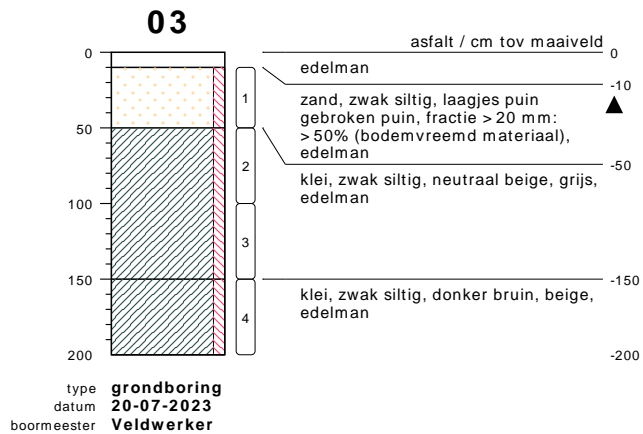 03
asfalt / cm tov maaiveld
0
0
edelman
-10
1
zand, zwak siltig, laagjes puin
gebroken puin, fractie > 20 mm:
> 50% (bodemvreemd materiaal),
edelman
50
-50
2
klei, zwak siltig, neutraal beige, grijs,
edelman
100
3
150
-150
klei, zwak siltig, donker bruin, beige,
edelman
4
200
-200
type grondboring
datum 20-07-2023
boormeester Veldwerker